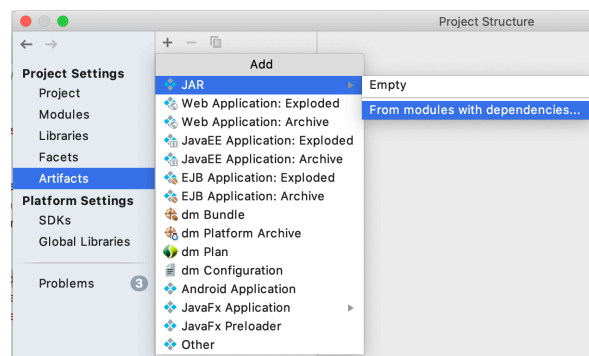 Project Structure
Project Settings
Project
Modules
Libraries
Facets
Artifacts
Platform Settings
SDKs
Global Libraries
Problems 3
Add
JAR
Web Application: Exploded
Web Application: Archive
JavaEE Application: Exploded
JavaEE Application: Archive
EJB Application: Exploded
EJB Application: Archive
dm Bundle
dm Platform Archive
dm Plan
dm Configuration
Android Application
JavaFx Application
JavaFx Preloader
Other
Empty
From modules with dependencies...